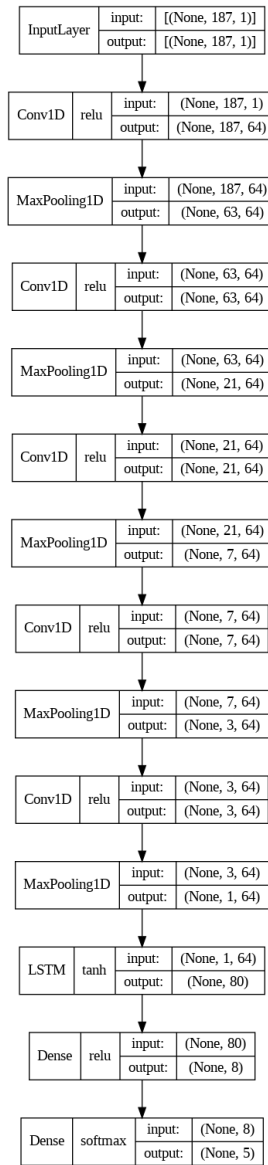 InputLayer input: [(None, 187, 1)]
output: [(None, 187, 1)]
Conv1D relu input: (None, 187, 1)
output: (None, 187, 64)
MaxPooling1D input: (None, 187, 64)
output: (None, 63, 64)
Conv1D relu input: (None, 63, 64)
output: (None, 63, 64)
MaxPooling1D input: (None, 63, 64)
output: (None, 21, 64)
Conv1D relu input: (None, 21, 64)
output: (None, 21, 64)
MaxPooling1D input: (None, 21, 64)
output: (None, 7, 64)
Conv1D relu input: (None, 7, 64)
output: (None, 7, 64)
MaxPooling1D input: (None, 7, 64)
output: (None, 3, 64)
Conv1D relu input: (None, 3, 64)
output: (None, 3, 64)
MaxPooling1D input: (None, 3, 64)
output: (None, 1, 64)
LSTM tanh input: (None, 1, 64)
output: (None, 80)
Dense relu input: (None, 80)
output: (None, 8)
Dense softmax input: (None, 8)
output: (None, 5)